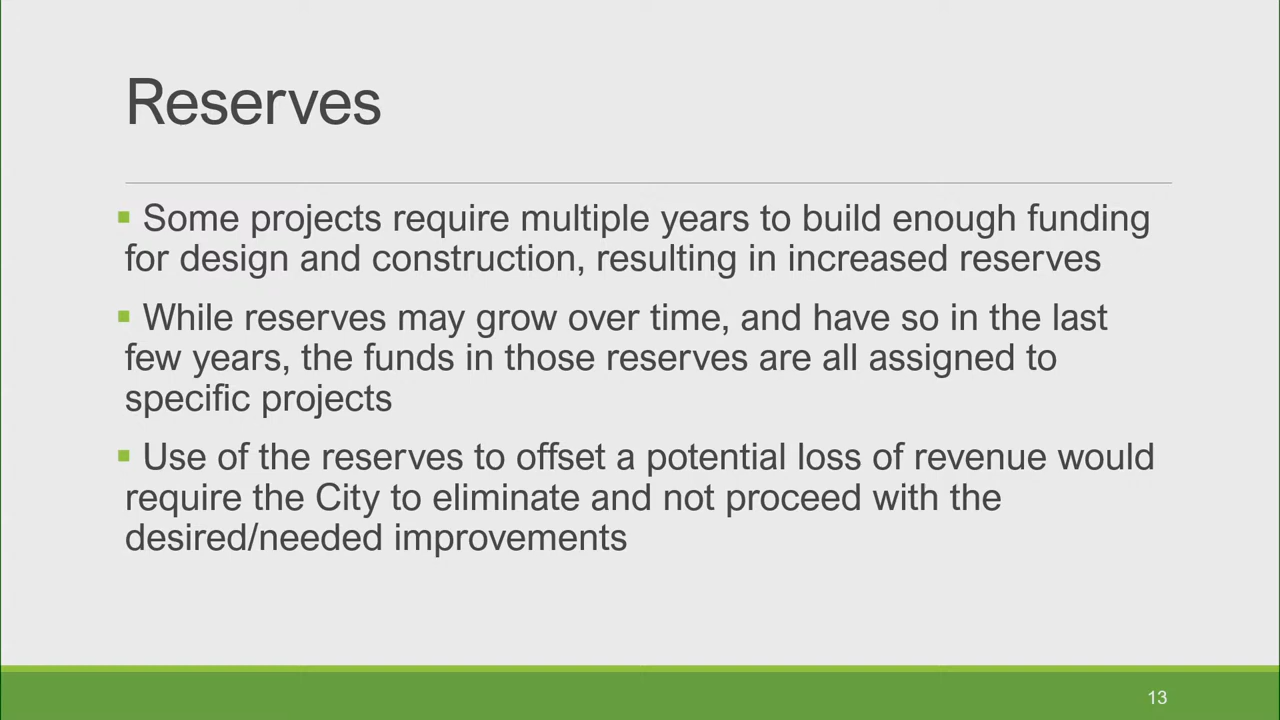 Reserves
▪ Some projects require multiple years to build enough funding
for design and construction, resulting in increased reserves
▪ While reserves may grow over time, and have so in the last
few years, the funds in those reserves are all assigned to
specific projects
▪ Use of the reserves to offset a potential loss of revenue would
require the City to eliminate and not proceed with the
desired/needed improvements
13